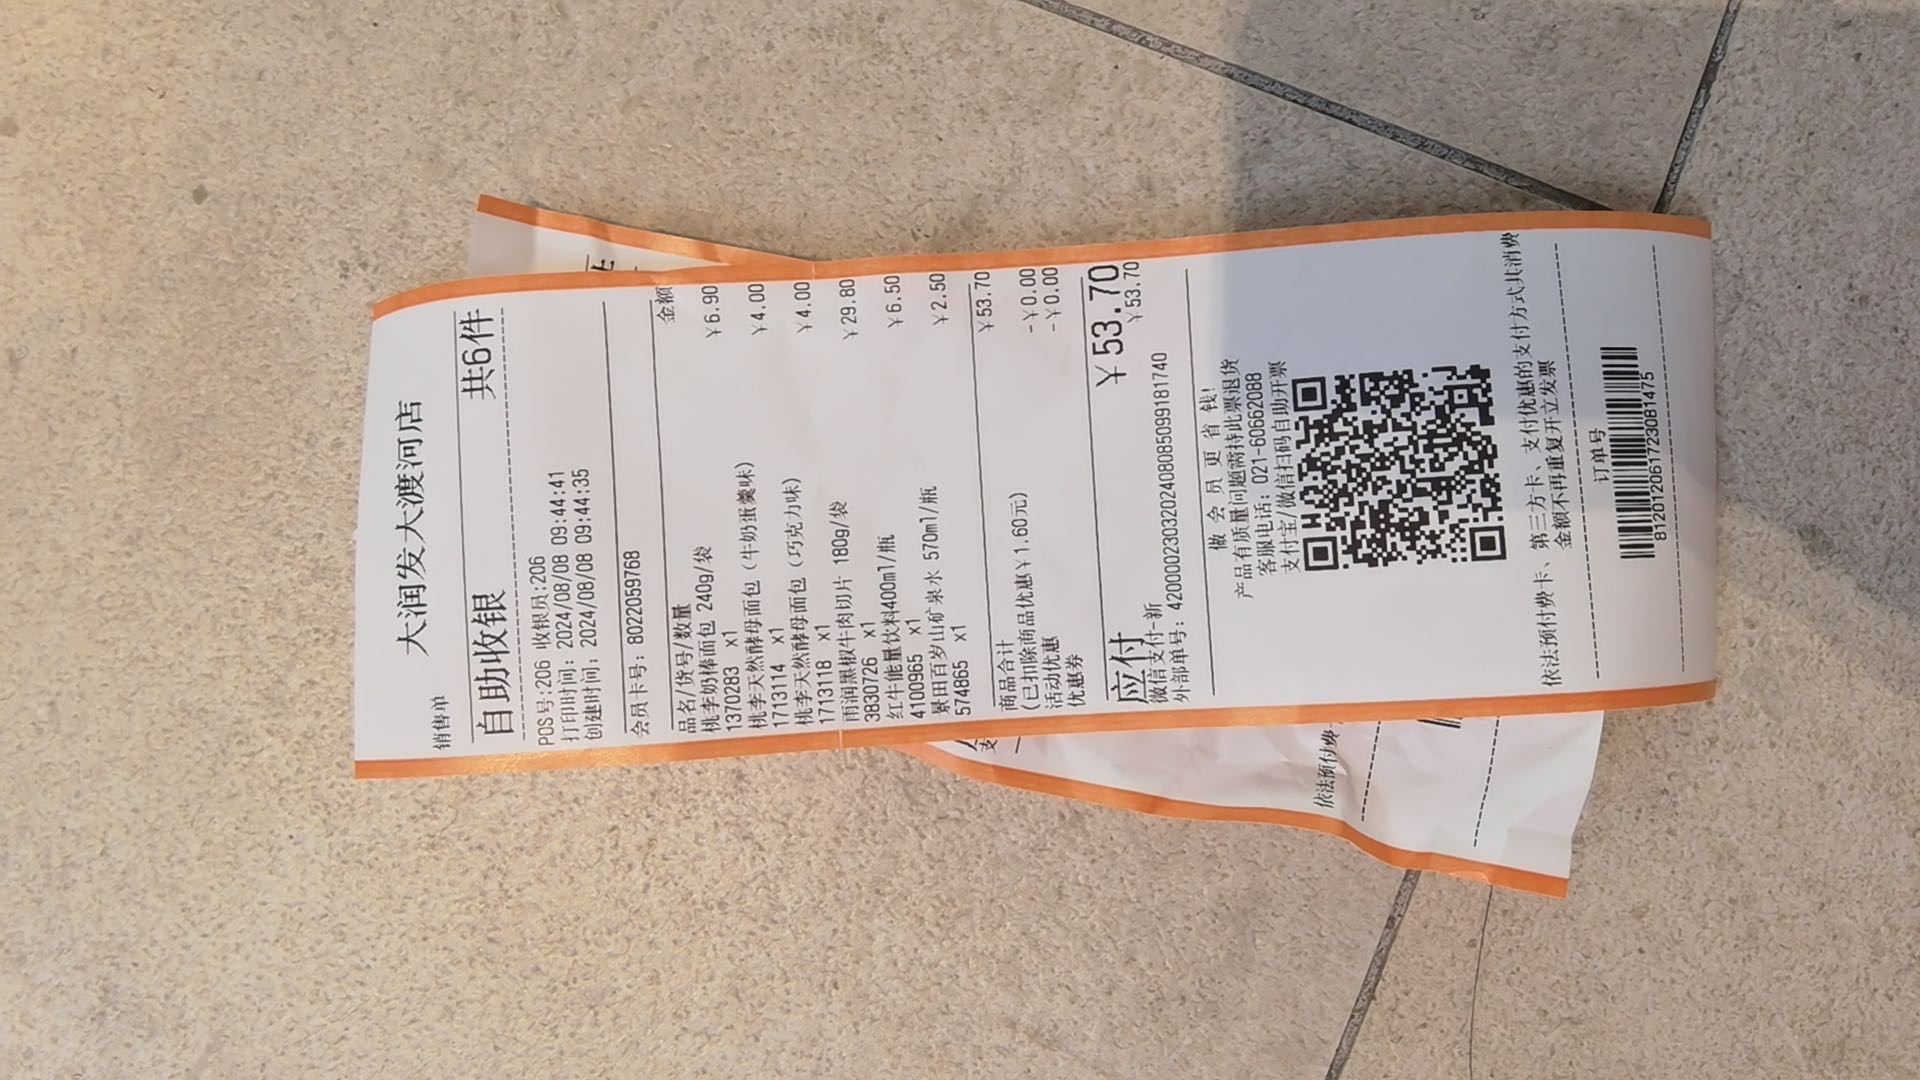 大润发大渡河店
销售单
自助收银 共6件
POS号:206 收银员:206
打印时间: 2024/08/08 09:44:41
创建时间: 2024/08/08 09:44:35
会员卡号: 8022059768
品名/货号/数量 金额
桃李奶棒面包 240g/袋
1370283 x1 ￥6.90
桃李天然酵母面包（牛奶蛋羹味）
1713114 x1 ￥4.00
桃李天然酵母面包（巧克力味）
1713118 x1 ￥4.00
雨润黑椒牛肉切片 180g/袋
3830726 x1 ￥29.80
红牛能量饮料400ml/瓶
4100965 x1 ￥6.50
景田百岁山矿泉水 570ml/瓶
574865 x1 ￥2.50
商品合计 ￥53.70
(已扣除商品优惠￥1.60元)
活动优惠 -￥0.00
优惠券 -￥0.00
应付 ￥53.70
微信支付-新 ￥53.70
外部单号: 4200002303202408085099181740
做 会 员 更 省 钱!
产品有质量问题需持此票退货
客服电话: 021-60662088
支付宝/微信扫码自助开票
依法预付费卡、第三方卡、支付优惠的支付方式其消费
金额不再重复开立发票
订单号
8120120617230814​75
依法预付费